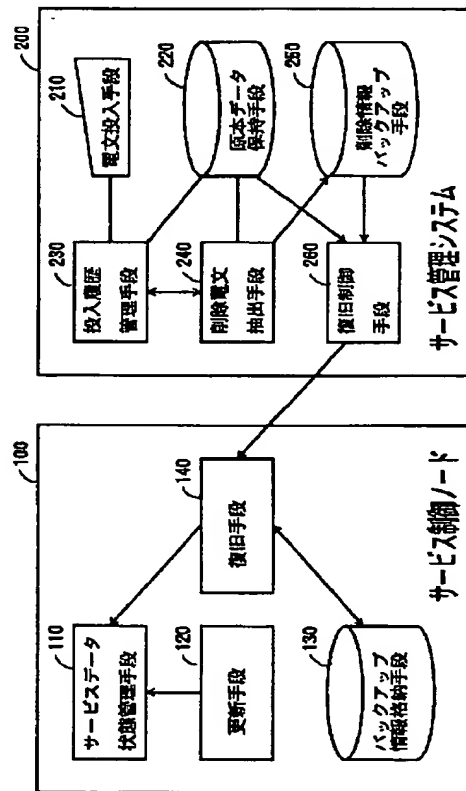 100
サービス制御ノード
110
サービスデータ
状態管理手段
120
更新手段
130
バックアップ
情報格納手段
140
復旧手段
200
サービス管理システム
210
電文投入手段
220
原本データ
保持手段
230
投入履歴
管理手段
240
削除電文
抽出手段
250
削除情報
バックアップ
手段
260
復旧制御
手段